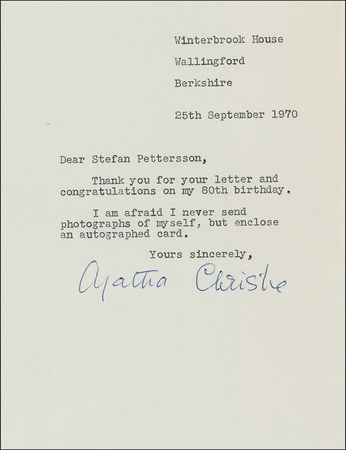 Winterbrook House
Wallingford
Berkshire
25th September 1970
Dear Stefan Pettersson,
Thank you for your letter and
congratulations on my 80th birthday.
I am afraid I never send
photographs of myself, but enclose
an autographed card.
Yours sincerely,
Agatha Christie